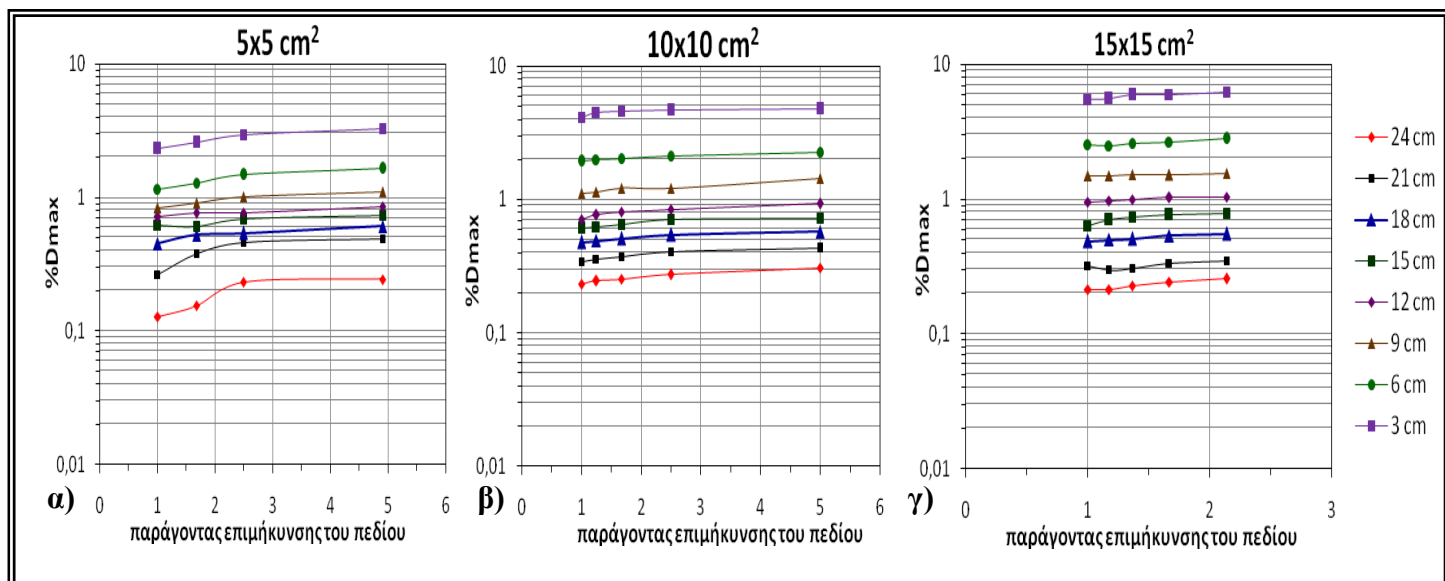 5x5 cm²
10x10 cm²
15x15 cm²
%Dmax
10
1
0,1
0,01
0 1 2 3 4 5 6
α)
παράγοντας επιμήκυνσης του πεδίου
%Dmax
10
1
0,1
0,01
0 1 2 3 4 5 6
β)
παράγοντας επιμήκυνσης του πεδίου
%Dmax
10
1
0,1
0,01
0 1 2 3
γ)
παράγοντας επιμήκυνσης του πεδίου
24 cm
21 cm
18 cm
15 cm
12 cm
9 cm
6 cm
3 cm